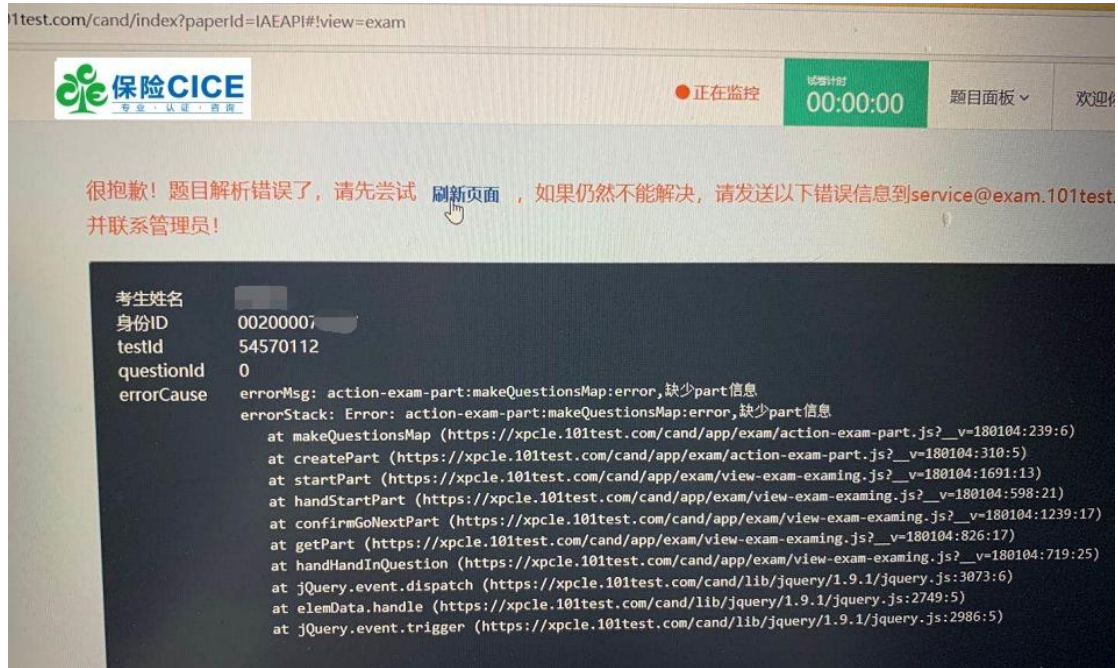 1test.com/cand/index?paperId=IAEAPI#!view=exam
保险CICE
专业·认证·咨询
正在监控
试卷计时
00:00:00
题目面板
欢迎
很抱歉！题目解析错误了，请先尝试 刷新页面 ，如果仍然不能解决，请发送以下错误信息到service@exam.101test.
并联系管理员！
考生姓名
身份ID 00200007
testId 54570112
questionId 0
errorCause errorMsg: action-exam-part:makeQuestionsMap:error,缺少part信息
errorStack: Error: action-exam-part:makeQuestionsMap:error,缺少part信息
at makeQuestionsMap (https://xpcle.101test.com/cand/app/exam/action-exam-part.js?__v=180104:239:6)
at createPart (https://xpcle.101test.com/cand/app/exam/action-exam-part.js?__v=180104:310:5)
at startPart (https://xpcle.101test.com/cand/app/exam/view-exam-examing.js?__v=180104:1691:13)
at handStartPart (https://xpcle.101test.com/cand/app/exam/view-exam-examing.js?__v=180104:598:21)
at confirmGoNextPart (https://xpcle.101test.com/cand/app/exam/view-exam-examing.js?__v=180104:1239:17)
at getPart (https://xpcle.101test.com/cand/app/exam/view-exam-examing.js?__v=180104:826:17)
at handHandInQuestion (https://xpcle.101test.com/cand/app/exam/view-exam-examing.js?__v=180104:719:25)
at jQuery.event.dispatch (https://xpcle.101test.com/cand/lib/jquery/1.9.1/jquery.js:3073:6)
at elemData.handle (https://xpcle.101test.com/cand/lib/jquery/1.9.1/jquery.js:2749:5)
at jQuery.event.trigger (https://xpcle.101test.com/cand/lib/jquery/1.9.1/jquery.js:2986:5)